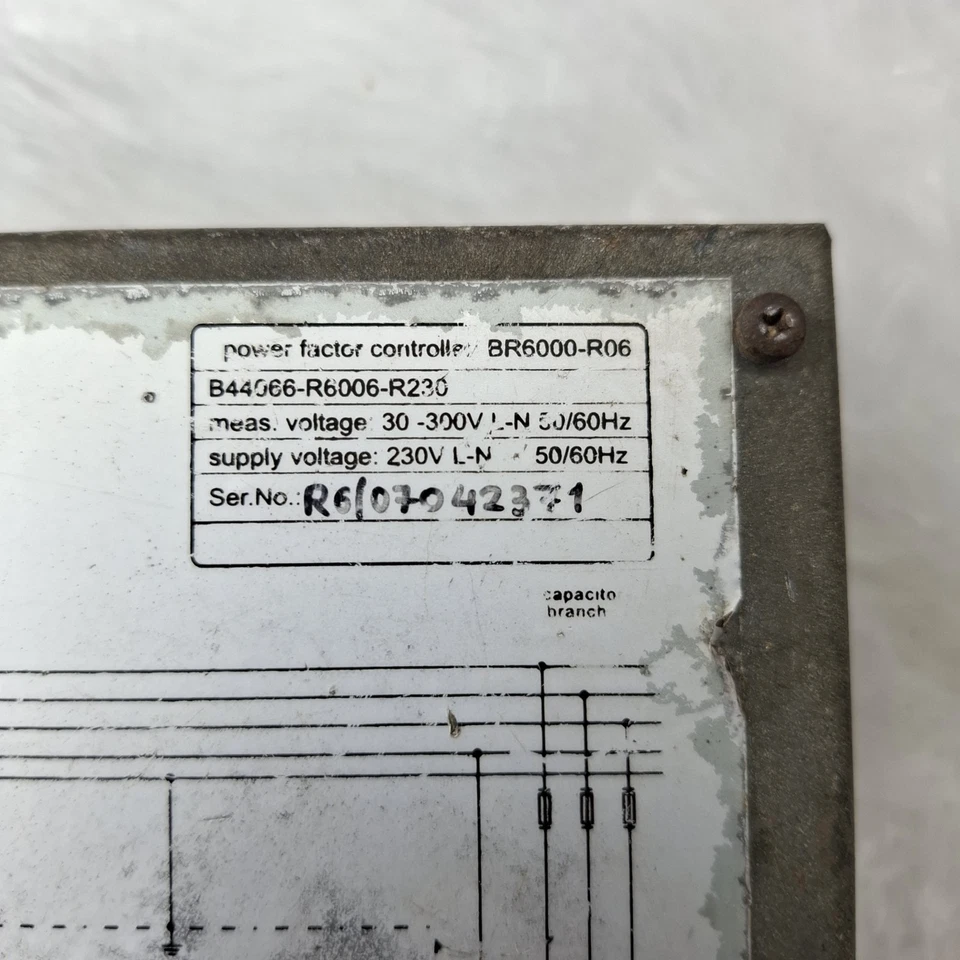 power factor controller BR6000-R06
B44066-R6006-R230
meas. voltage: 30 -300V L-N 50/60Hz
supply voltage: 230V L-N 50/60Hz
Ser.No.: R6/07042371
capacito
branch